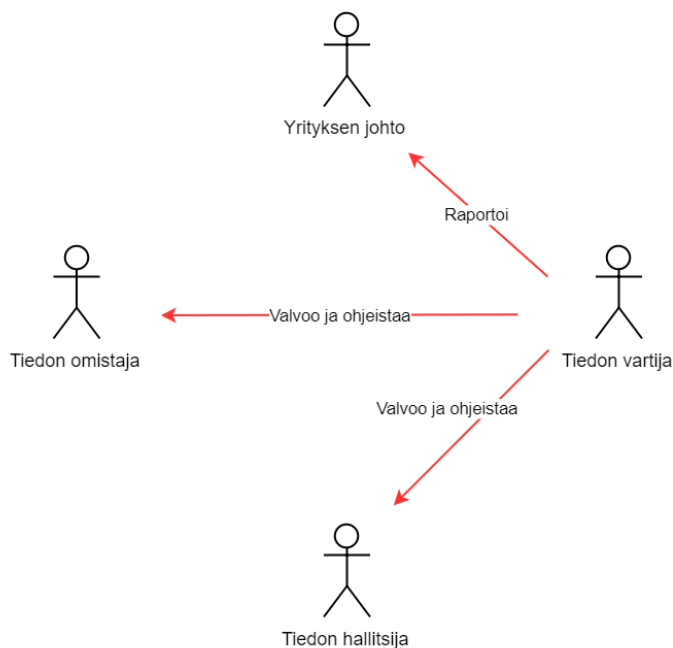 Yrityksen johto
Raportoi
Valvoo ja ohjeistaa
Tiedon omistaja
Tiedon vartija
Valvoo ja ohjeistaa
Tiedon hallitsija